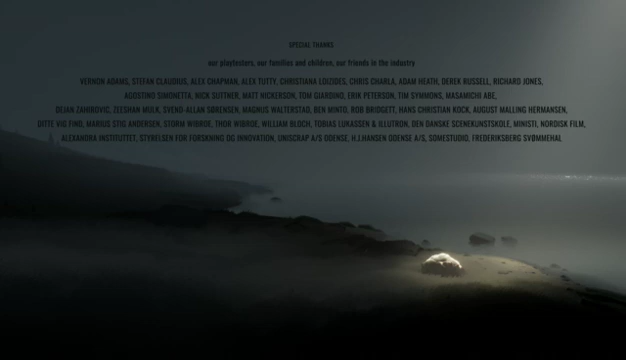 SPECIAL THANKS
our playtesters, our families and children, our friends in the industry
VERNON ADAMS, STEFAN CLAUDIUS, ALEX CHAPMAN, ALEX TUTTY, CHRISTIANA LOIZIDES, CHRIS CHARLA, ADAM HEATH, DEREK RUSSELL, RICHARD JONES,
AGOSTINO SIMONETTA, NICK SUTTNER, MATT NICKERSON, TOM GIARDINO, ERIK PETERSON, TIM SYMMONS, MASAMICHI ABE,
DEJAN ZAHIROVIC, ZEESHAN MULK, SVEND-ALLAN SØRENSEN, MAGNUS WALTERSTAD, BEN MINTO, ROB BRIDGETT, HANS CHRISTIAN KOCK, AUGUST MALLING HERMANSEN,
DITTE VIG FIND, MARIUS STIG ANDERSEN, STORM WIBROE, THOR WIBROE, WILLIAM BLOCH, TOBIAS LUKASSEN & ILLUTRON, DEN DANSKE SCENEKUNSTSKOLE, MINISTI, NORDISK FILM,
ALEXANDRA INSTITUTTET, STYRELSEN FOR FORSKNING OG INNOVATION, UNISCRAP A/S ODENSE, H.J.HANSEN ODENSE A/S, SOMESTUDIO, FREDERIKSBERG SVØMMEHAL